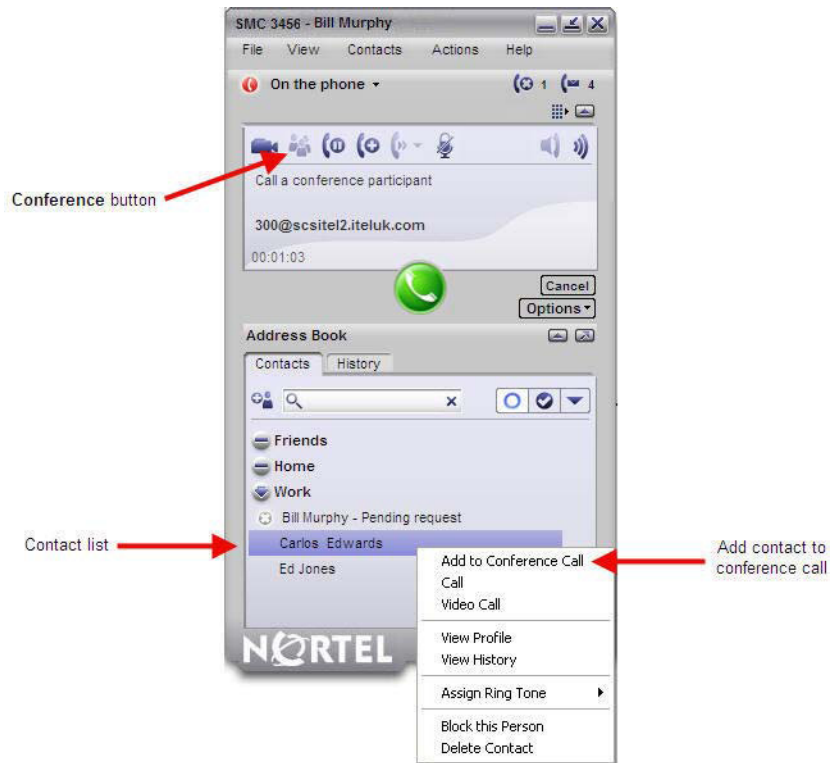 SMC 3456 - Bill Murphy
File View Contacts Actions Help
On the phone
1 4
Conference button
Call a conference participant
300@scsitel2.iteluk.com
00:01:03
Cancel
Options
Address Book
Contacts History
Friends
Home
Work
Bill Murphy - Pending request
Contact list
Carlos Edwards
Ed Jones
Add to Conference Call
Call
Video Call
View Profile
View History
Assign Ring Tone
Block this Person
Delete Contact
Add contact to
conference call
NORTEL